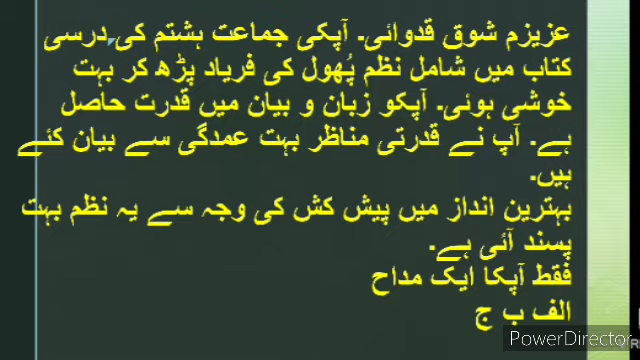 عزیزم شوق قدوائی۔ آپکی جماعت ہشتم کی درسی
کتاب میں شامل نظم پُھول کی فریاد پڑھ کر بہت
خوشی ہوئی۔ آپکو زبان و بیان میں قدرت حاصل
ہے۔ آپ نے قدرتی مناظر بہت عمدگی سے بیان کئے
ہیں۔
بہترین انداز میں پیش کش کی وجہ سے یہ نظم بہت
پسند آئی ہے۔
فقط آپکا ایک مداح
الف ب ج
PowerDirector